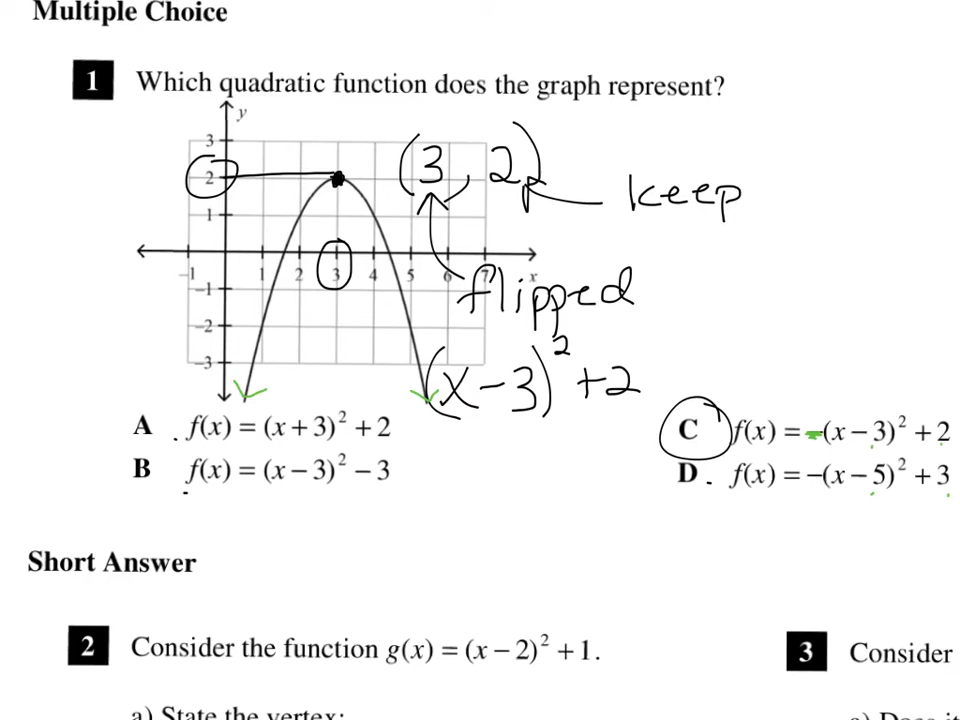 Multiple Choice
1 Which quadratic function does the graph represent?
y
3
(3, 2)
2
keep
1
-1 1 2 3 4 5 6 7 x
-1
flipped
-2
-3
(x-3)² +2
A . f(x) = (x+3)² + 2
C f(x) = -(x-3)² + 2
B f(x) = (x-3)² - 3
D . f(x) = -(x-5)² + 3
Short Answer
2 Consider the function g(x) = (x-2)² + 1.
3 Consider
a) State the vertex: